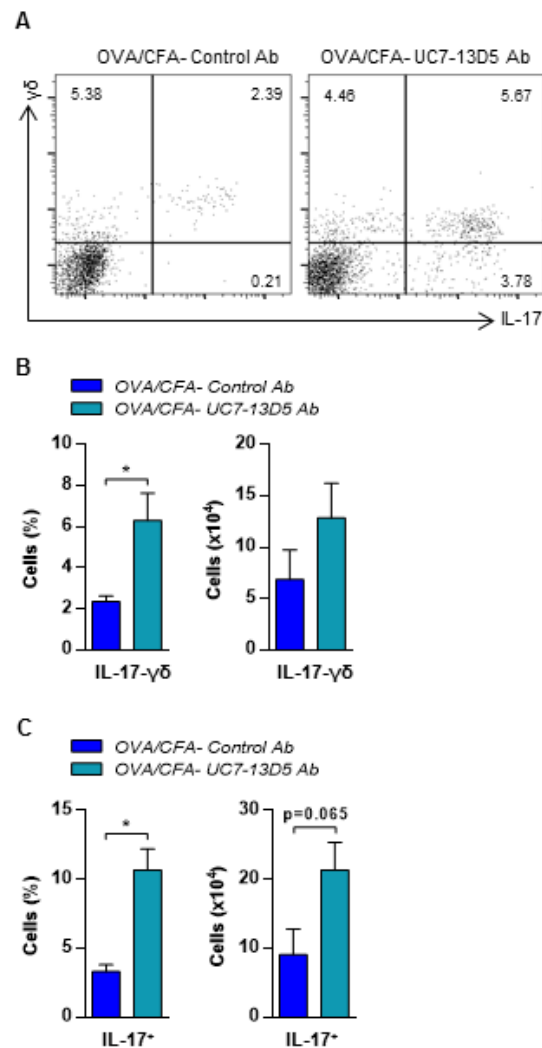 A
OVA/CFA- Control Ab
OVA/CFA- UC7-13D5 Ab
γδ
5.38 2.39
0.21
4.46 5.67
3.78
IL-17
B
OVA/CFA- Control Ab
OVA/CFA- UC7-13D5 Ab
Cells (%)
10
8
6
4
2
0
*
IL-17-γδ
Cells (x10⁴)
20
15
10
5
0
IL-17-γδ
C
OVA/CFA- Control Ab
OVA/CFA- UC7-13D5 Ab
Cells (%)
15
10
5
0
*
IL-17⁺
Cells (x10⁴)
30
20
10
0
p=0.065
IL-17⁺